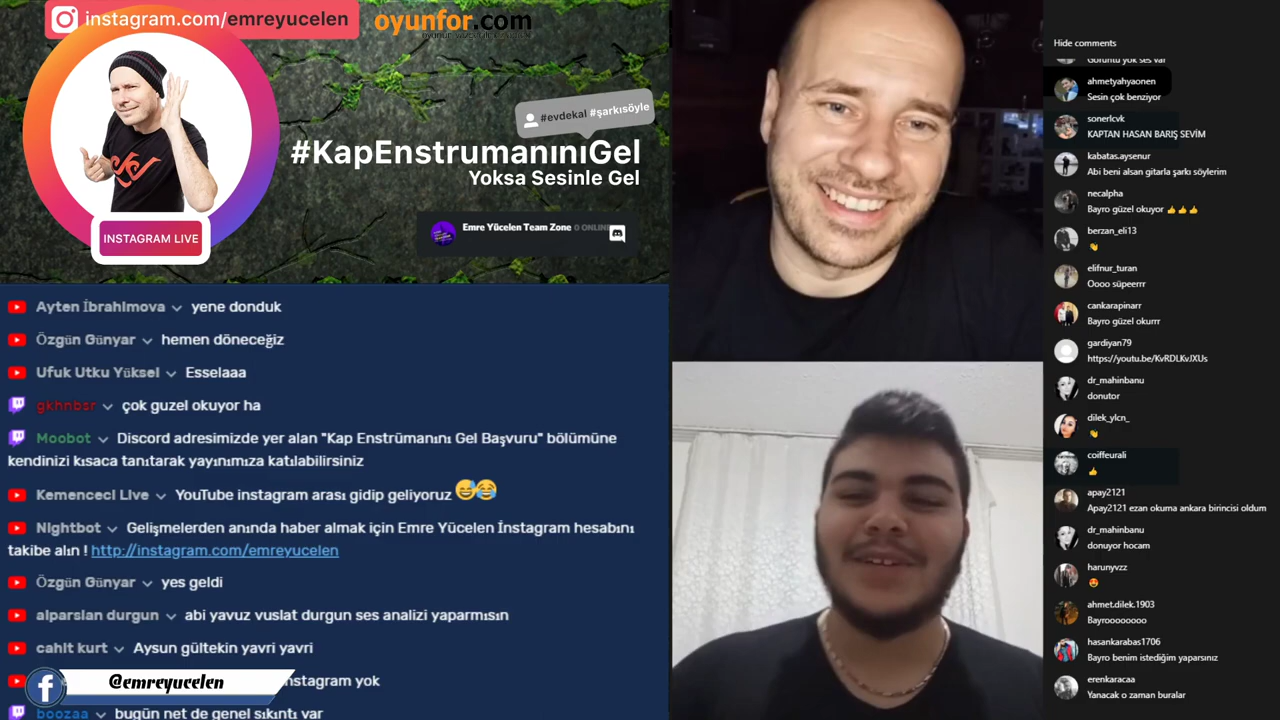 instagram.com/emreyucelen
oyunfor.com
#evdekal #şarkısöyle
#KapEnstrumanınıGel
Yoksa Sesinle Gel
Emre Yücelen Team Zone 0 ONLINE
INSTAGRAM LIVE
Ayten İbrahimova yene donduk
Özgün Günyar hemen döneceğiz
Ufuk Utku Yüksel Esselaaa
gkhnbsr çok guzel okuyor ha
Moobot Discord adresimizde yer alan "Kap Enstrümanını Gel Başvuru" bölümüne
kendinizi kısaca tanıtarak yayınımıza katılabilirsiniz
Kemenceci Live YouTube instagram arası gidip geliyoruz 😅😂
Nightbot Gelişmelerden anında haber almak için Emre Yücelen İnstagram hesabını
takibe alın ! http://instagram.com/emreyucelen
Özgün Günyar yes geldi
alparslan durgun abi yavuz vuslat durgun ses analizi yaparmısın
cahit kurt Aysun gültekin yavri yavri
nstagram yok
@emreyucelen
boozaa bugün net de genel sıkıntı var
Hide comments
Görüntü yok ses var
ahmetyahyaonen
Sesin çok benziyor
sonerlcvk
KAPTAN HASAN BARIŞ SEVİM
kabatas.aysenur
Abi beni alsan gitarla şarkı söylerim
necalpha
Bayro güzel okuyor 👍👍👍
berzan_eli13
👏
elifnur_turan
Oooo süpeerrr
cankarapinarr
Bayro güzel okurrr
gardiyan79
https://youtu.be/KvRDLKvJXUs
dr_mahinbanu
donutor
dilek_ylcn_
👏
coiffeurali
👍
apay2121
Apay2121 ezan okuma ankara birincisi oldum
dr_mahinbanu
donuyor hocam
harunyvzz
😍
ahmet.dilek.1903
Bayroooooooo
hasankarabas1706
Bayro benim istediğim yaparsınız
erenkaracaa
Yanacak o zaman buralar